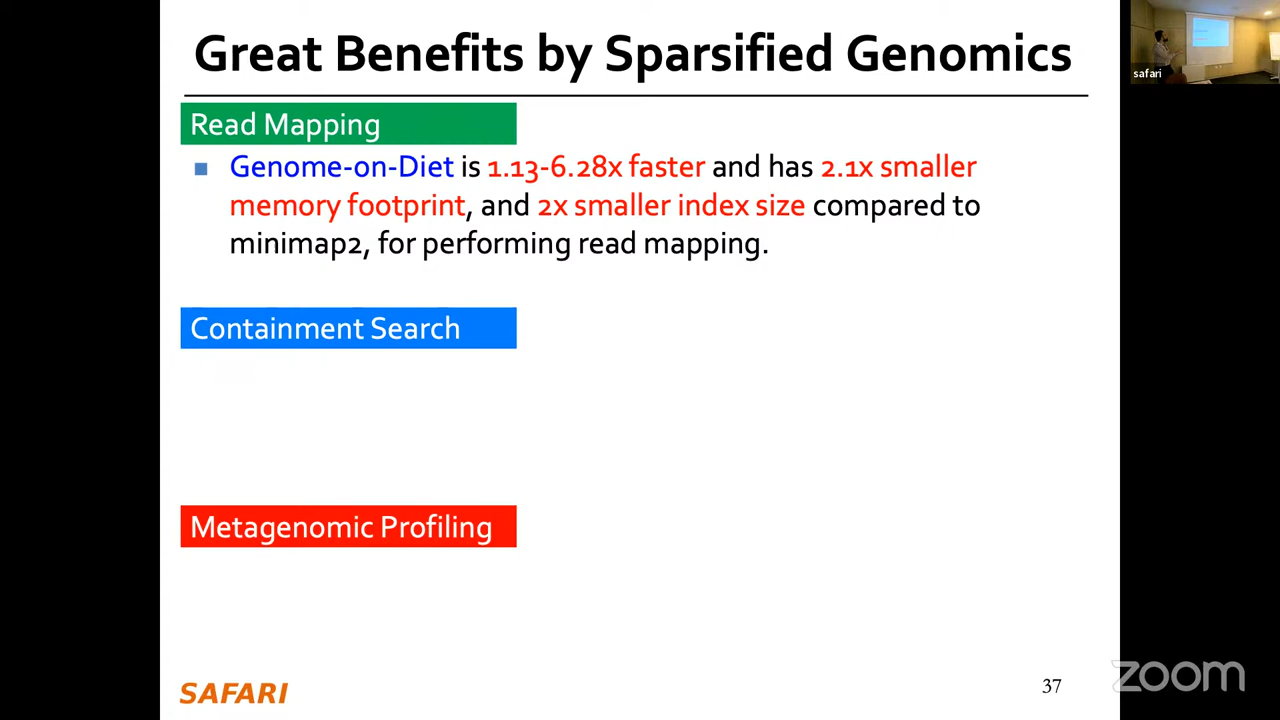 Great Benefits by Sparsified Genomics
safari
Read Mapping
Genome-on-Diet is 1.13-6.28x faster and has 2.1x smaller
memory footprint, and 2x smaller index size compared to
minimap2, for performing read mapping.
Containment Search
Metagenomic Profiling
SAFARI
37
zoom